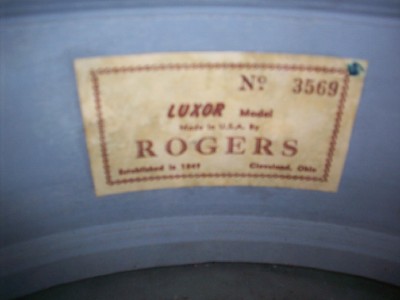 Nº 3569
LUXOR Model
Made in U.S.A. By
ROGERS
Established in 1849 Cleveland, Ohio